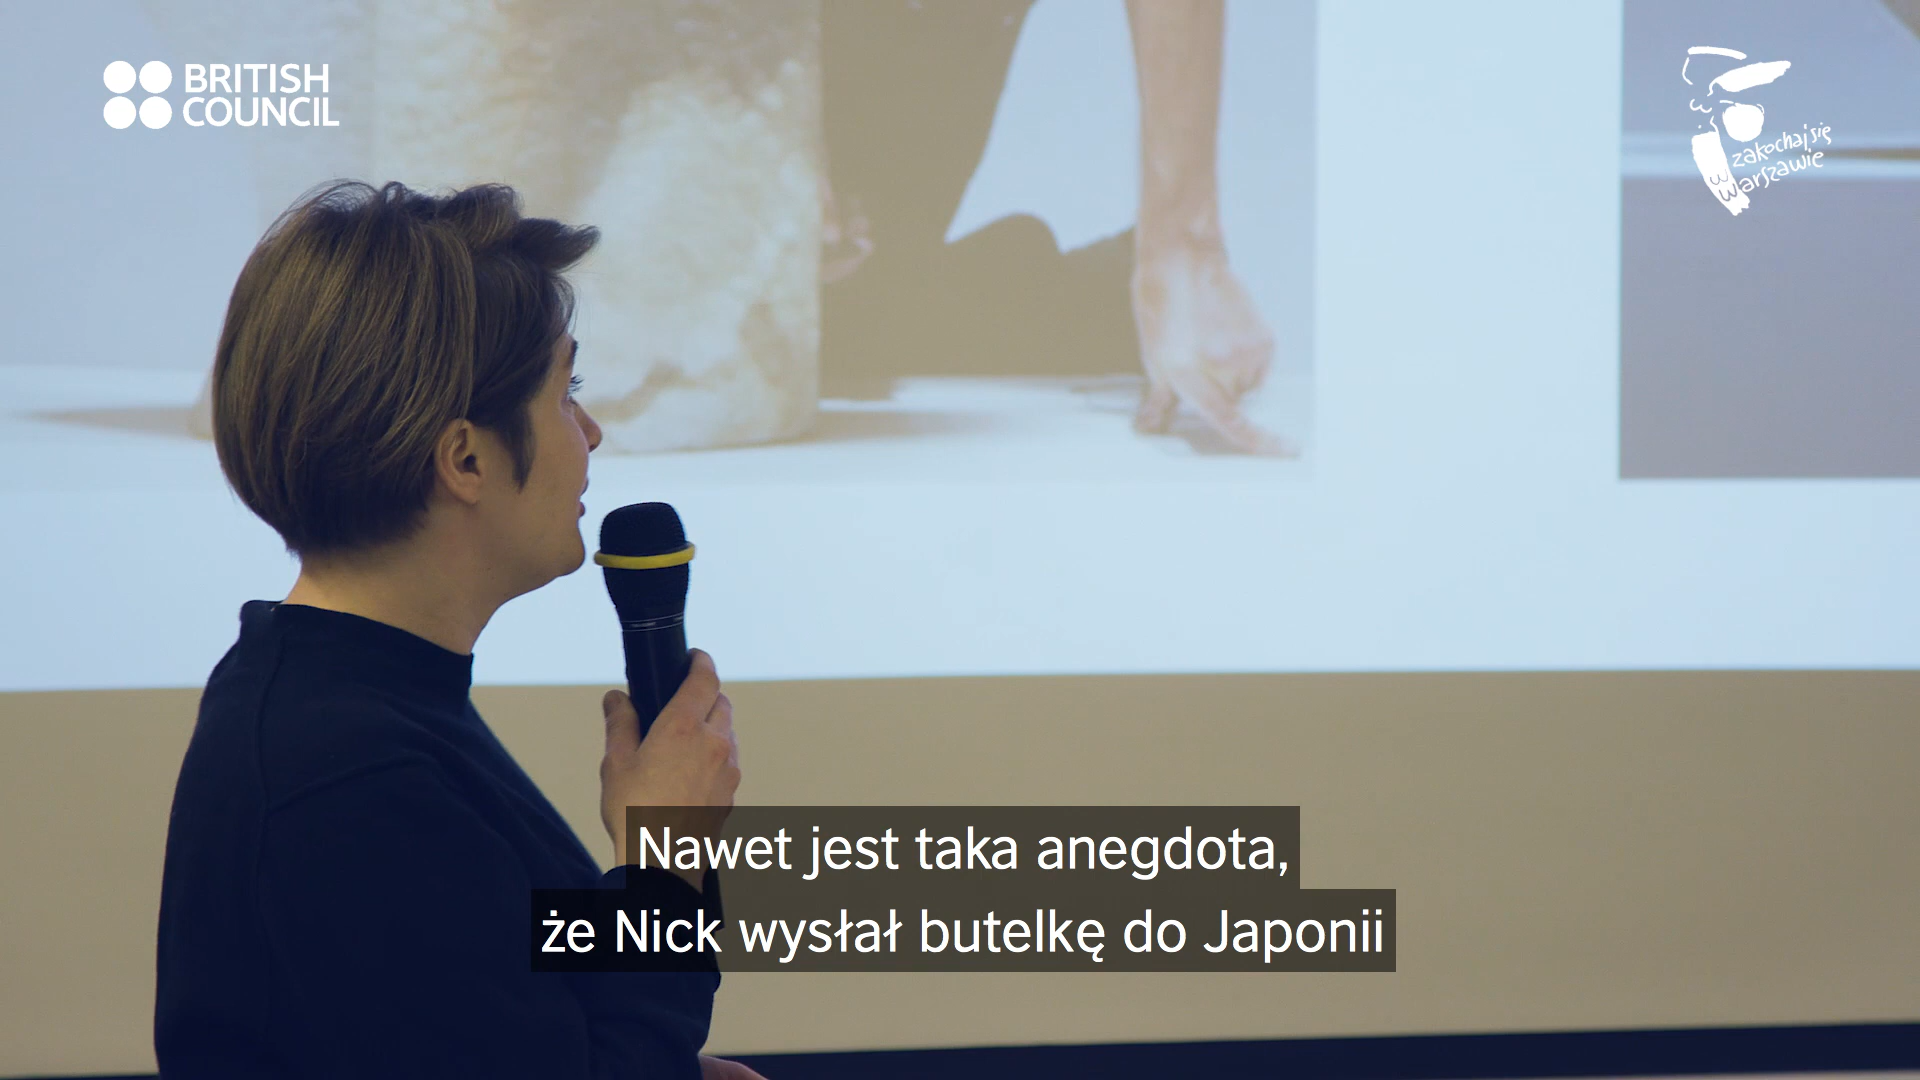 BRITISH
COUNCIL
zakochaj się
w warszawie
Nawet jest taka anegdota,
że Nick wysłał butelkę do Japonii